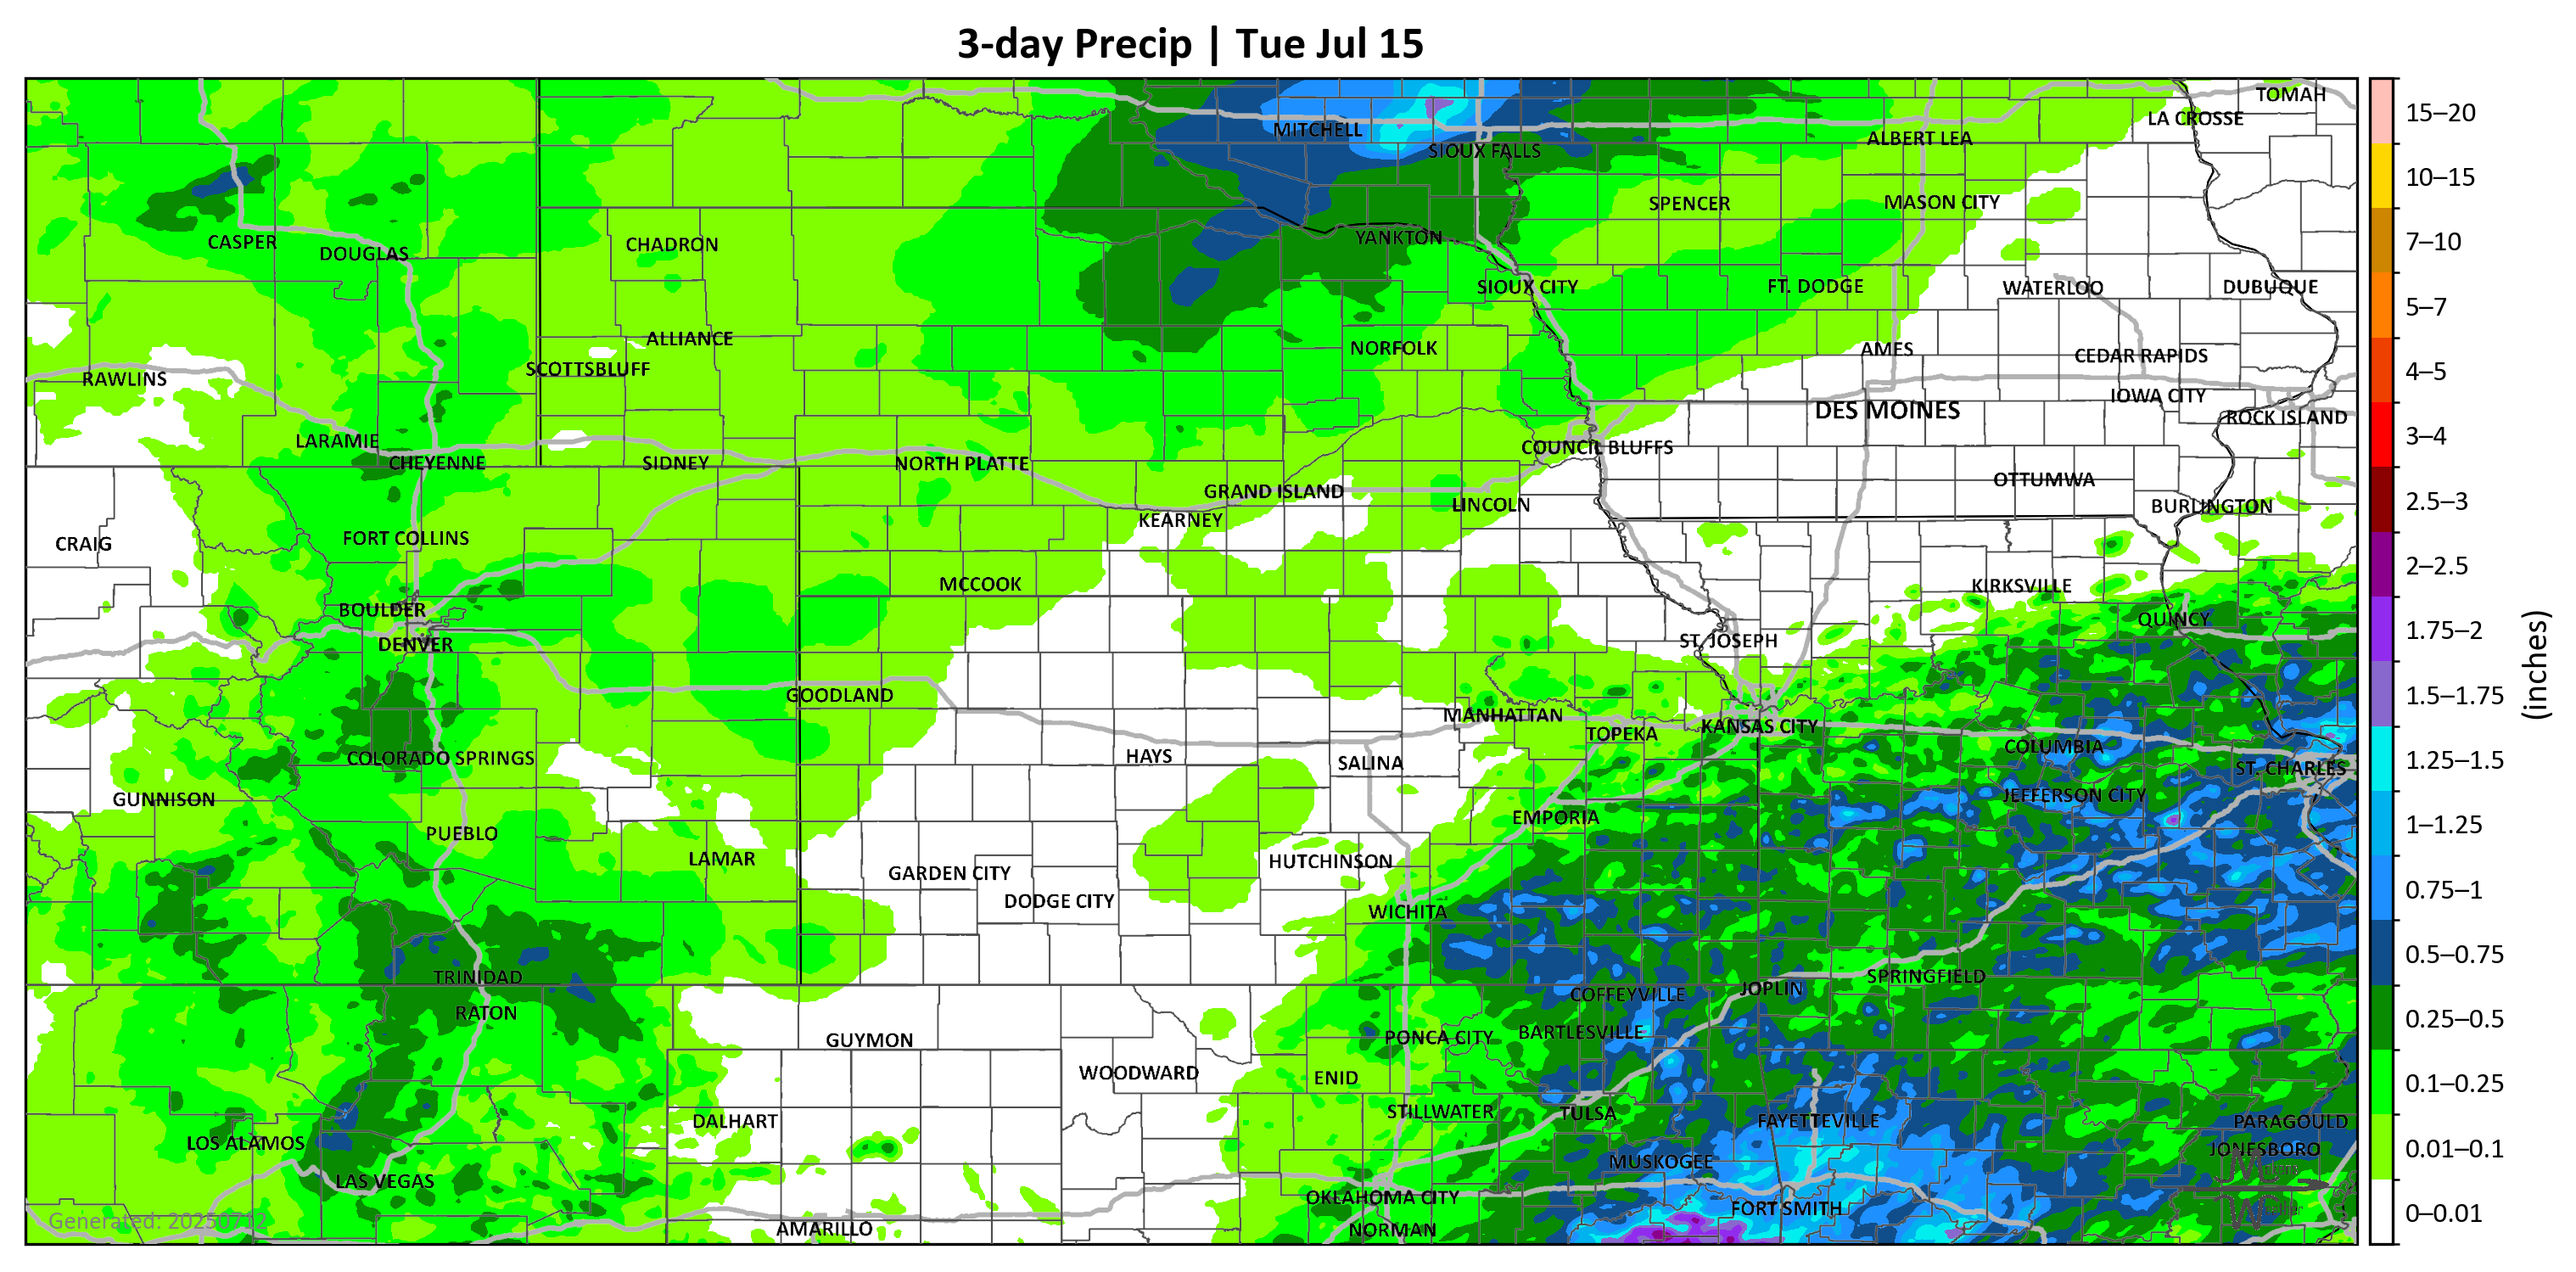 3-day Precip | Tue Jul 15
TOMAH
LA CROSSE
MITCHELL
ALBERT LEA
SIOUX FALLS
SPENCER
MASON CITY
CASPER
DOUGLAS
CHADRON
YANKTON
SIOUX CITY
FT. DODGE
WATERLOO
DUBUQUE
ALLIANCE
NORFOLK
AMES
CEDAR RAPIDS
SCOTTSBLUFF
RAWLINS
IOWA CITY
DES MOINES
ROCK ISLAND
LARAMIE
COUNCIL BLUFFS
CHEYENNE
SIDNEY
NORTH PLATTE
OTTUMWA
GRAND ISLAND
LINCOLN
BURLINGTON
KEARNEY
FORT COLLINS
CRAIG
MCCOOK
KIRKSVILLE
BOULDER
QUINCY
DENVER
ST. JOSEPH
GOODLAND
MANHATTAN
KANSAS CITY
TOPEKA
COLUMBIA
COLORADO SPRINGS
HAYS
SALINA
ST. CHARLES
GUNNISON
JEFFERSON CITY
EMPORIA
PUEBLO
LAMAR
HUTCHINSON
GARDEN CITY
DODGE CITY
WICHITA
TRINIDAD
SPRINGFIELD
JOPLIN
COFFEYVILLE
RATON
BARTLESVILLE
PONCA CITY
GUYMON
WOODWARD
ENID
STILLWATER
TULSA
DALHART
FAYETTEVILLE
PARAGOULD
LOS ALAMOS
JONESBORO
MUSKOGEE
LAS VEGAS
OKLAHOMA CITY
FORT SMITH
Generated: 20250712
AMARILLO
NORMAN
15–20
10–15
7–10
5–7
4–5
3–4
2.5–3
2–2.5
1.75–2
1.5–1.75
1.25–1.5
1–1.25
0.75–1
0.5–0.75
0.25–0.5
0.1–0.25
0.01–0.1
0–0.01
(inches)